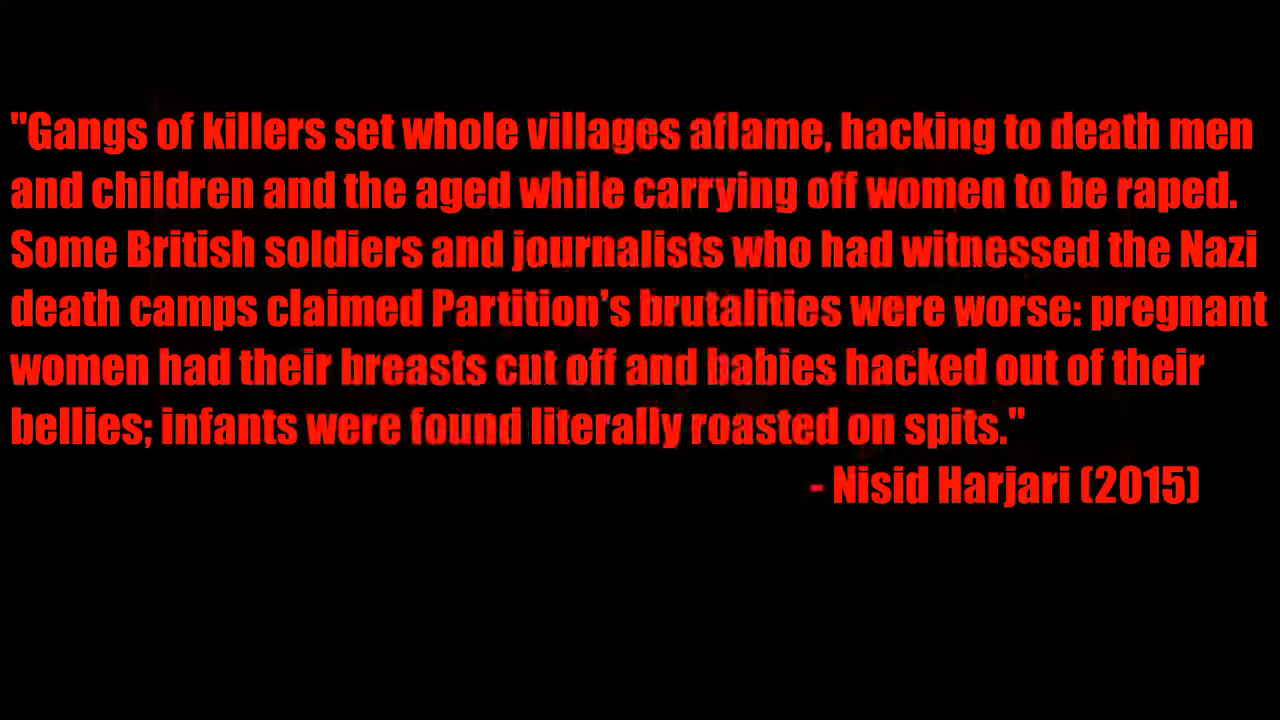 "Gangs of killers set whole villages aflame, hacking to death men
and children and the aged while carrying off women to be raped.
Some British soldiers and journalists who had witnessed the Nazi
death camps claimed Partition's brutalities were worse: pregnant
women had their breasts cut off and babies hacked out of their
bellies; infants were found literally roasted on spits."
- Nisid Harjari (2015)